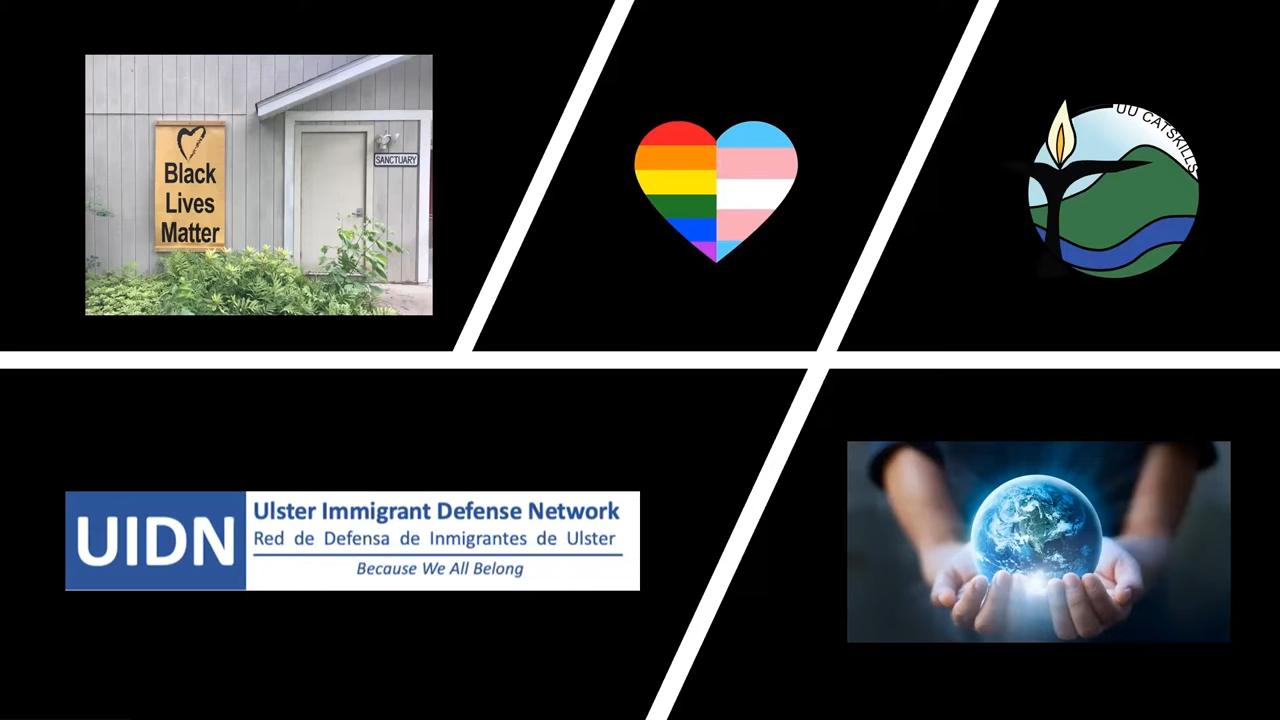 Black
Lives
Matter
SANCTUARY
UU CATSKILLS
UIDN
Ulster Immigrant Defense Network
Red de Defensa de Inmigrantes de Ulster
Because We All Belong